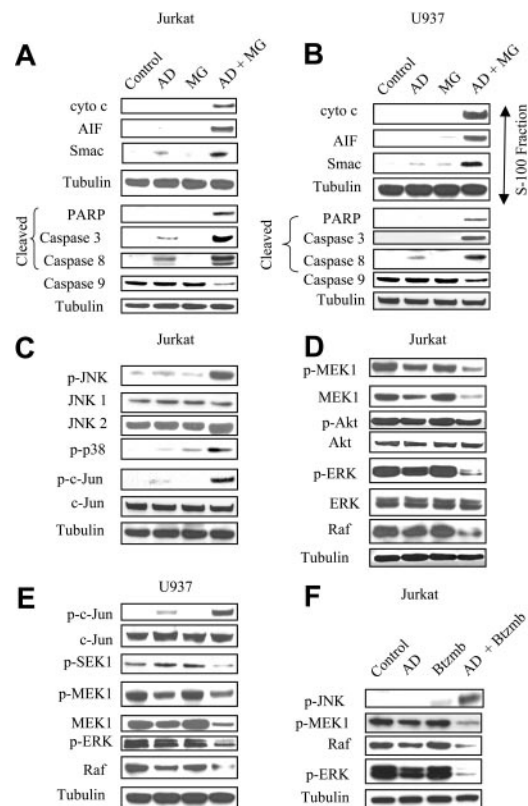 Jurkat
A
Control
AD
MG
AD + MG
cyto c
AIF
Smac
Tubulin
Cleaved
PARP
Caspase 3
Caspase 8
Caspase 9
Tubulin
U937
B
Control
AD
MG
AD + MG
cyto c
AIF
Smac
Tubulin
S-100 Fraction
Cleaved
PARP
Caspase 3
Caspase 8
Caspase 9
Tubulin
C
Jurkat
p-JNK
JNK 1
JNK 2
p-p38
p-c-Jun
c-Jun
Tubulin
D
Jurkat
p-MEK1
MEK1
p-Akt
Akt
p-ERK
ERK
Raf
Tubulin
E
U937
p-c-Jun
c-Jun
p-SEK1
p-MEK1
MEK1
p-ERK
Raf
Tubulin
F
Jurkat
Control
AD
Btzmb
AD + Btzmb
p-JNK
p-MEK1
Raf
p-ERK
Tubulin